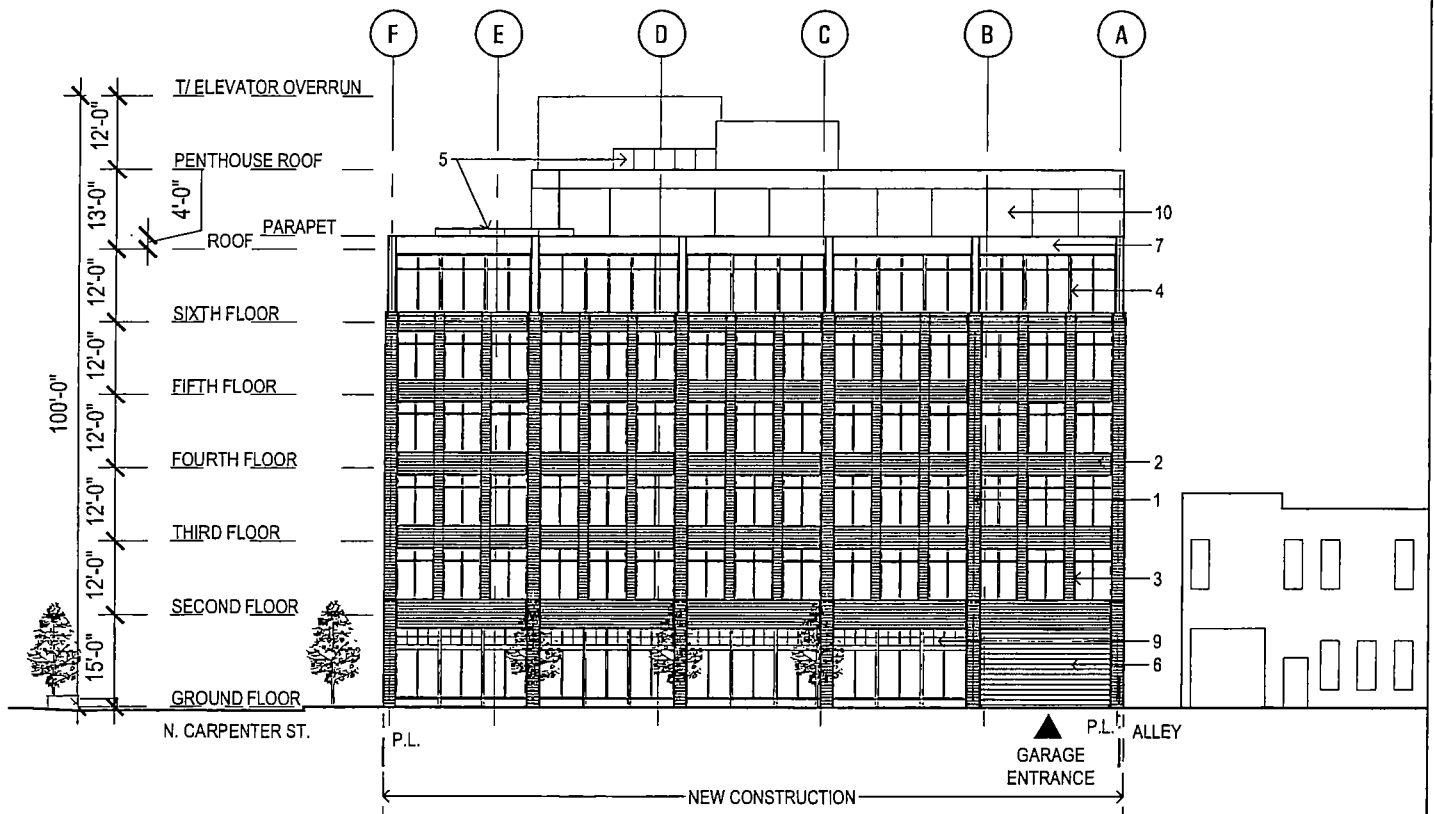 F E D C B A
T/ ELEVATOR OVERRUN
12'-0"
PENTHOUSE ROOF
5
13'-0"
4'-0"
10
PARAPET
ROOF
7
12'-0"
4
SIXTH FLOOR
12'-0"
FIFTH FLOOR
100'-0"
12'-0"
FOURTH FLOOR
2
12'-0"
1
THIRD FLOOR
12'-0"
3
SECOND FLOOR
9
15'-0"
6
GROUND FLOOR
N. CARPENTER ST.
P.L.
P.L.
ALLEY
GARAGE
ENTRANCE
NEW CONSTRUCTION